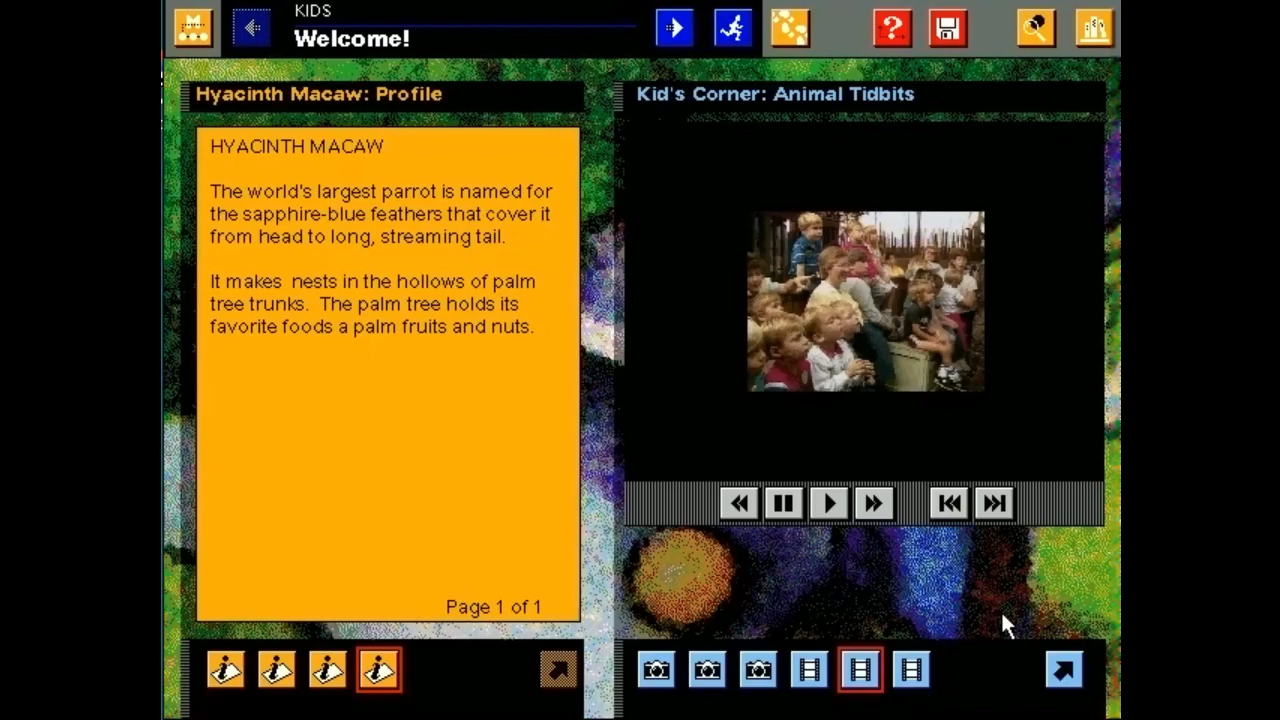 KIDS
Welcome!
Hyacinth Macaw: Profile
HYACINTH MACAW
The world's largest parrot is named for
the sapphire-blue feathers that cover it
from head to long, streaming tail.
It makes  nests in the hollows of palm
tree trunks.  The palm tree holds its
favorite foods a palm fruits and nuts.
Page 1 of 1
Kid's Corner: Animal Tidbits